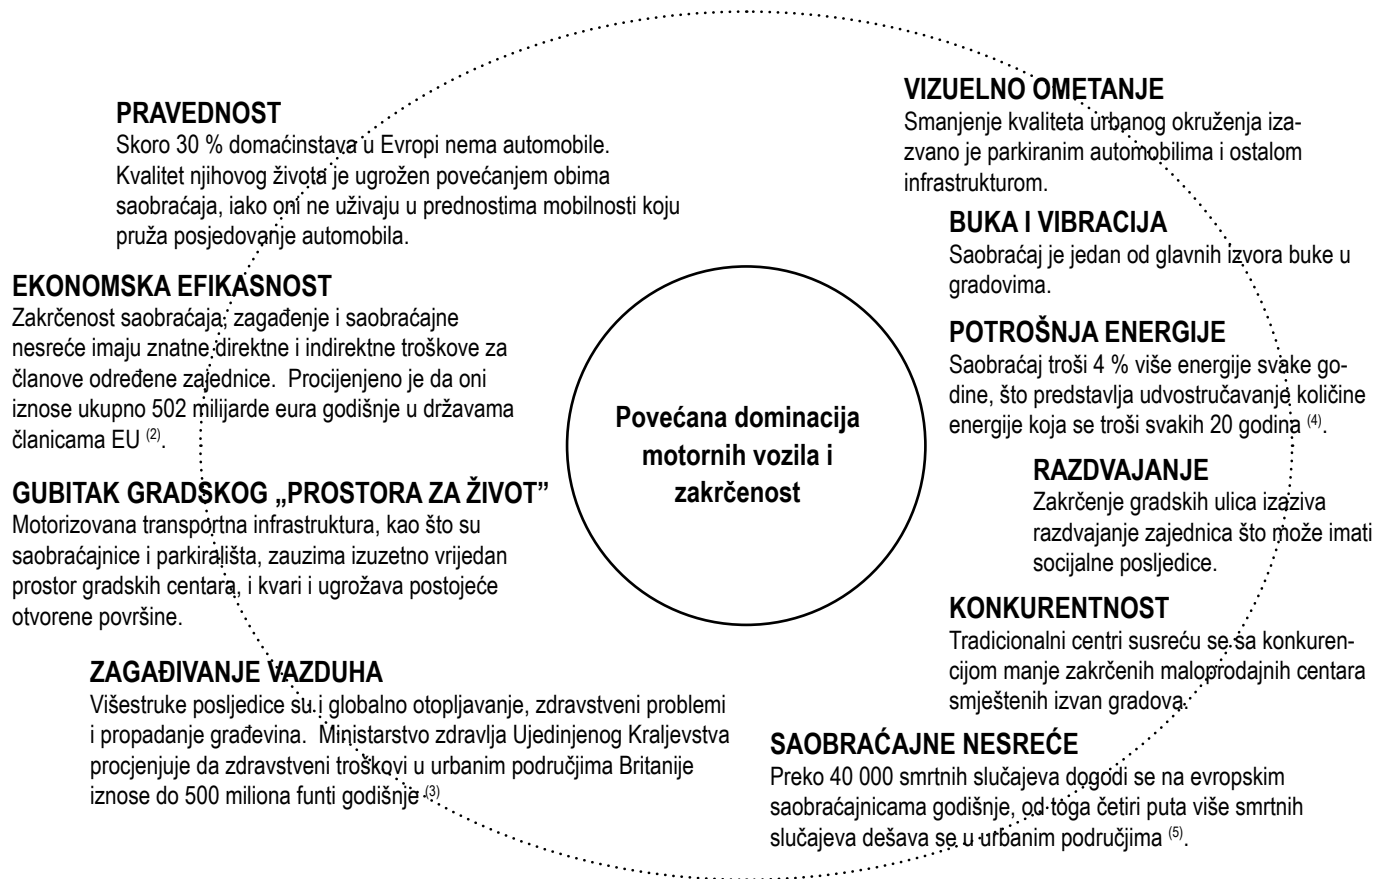 PRAVEDNOST
Skoro 30 % domaćinstava u Evropi nema automobile.
Kvalitet njihovog života je ugrožen povećanjem obima
saobraćaja, iako oni ne uživaju u prednostima mobilnosti koju
pruža posjedovanje automobila.
EKONOMSKA EFIKASNOST
Zakrčenost saobraćaja, zagađenje i saobraćajne
nesreće imaju znatne direktne i indirektne troškove za
članove određene zajednice. Procijenjeno je da oni
iznose ukupno 502 milijarde eura godišnje u državama
članicama EU (2).
GUBITAK GRADSKOG „PROSTORA ZA ŽIVOT”
Motorizovana transportna infrastruktura, kao što su
saobraćajnice i parkirališta, zauzima izuzetno vrijedan
prostor gradskih centara, i kvari i ugrožava postojeće
otvorene površine.
ZAGAĐIVANJE VAZDUHA
Višestruke posljedice su i globalno otopljavanje, zdravstveni problemi
i propadanje građevina. Ministarstvo zdravlja Ujedinjenog Kraljevstva
procjenjuje da zdravstveni troškovi u urbanim područjima Britanije
iznose do 500 miliona funti godišnje (3)
Povećana dominacija
motornih vozila i
zakrčenost
VIZUELNO OMETANJE
Smanjenje kvaliteta urbanog okruženja iza-
zvano je parkiranim automobilima i ostalom
infrastrukturom.
BUKA I VIBRACIJA
Saobraćaj je jedan od glavnih izvora buke u
gradovima.
POTROŠNJA ENERGIJE
Saobraćaj troši 4 % više energije svake go-
dine, što predstavlja udvostručavanje količine
energije koja se troši svakih 20 godina (4).
RAZDVAJANJE
Zakrčenje gradskih ulica izaziva
razdvajanje zajednica što može imati
socijalne posljedice.
KONKURENTNOST
Tradicionalni centri susreću se sa konkuren-
cijom manje zakrčenih maloprodajnih centara
smještenih izvan gradova.
SAOBRAĆAJNE NESREĆE
Preko 40 000 smrtnih slučajeva dogodi se na evropskim
saobraćajnicama godišnje, od toga četiri puta više smrtnih
slučajeva dešava se u urbanim područjima (5).